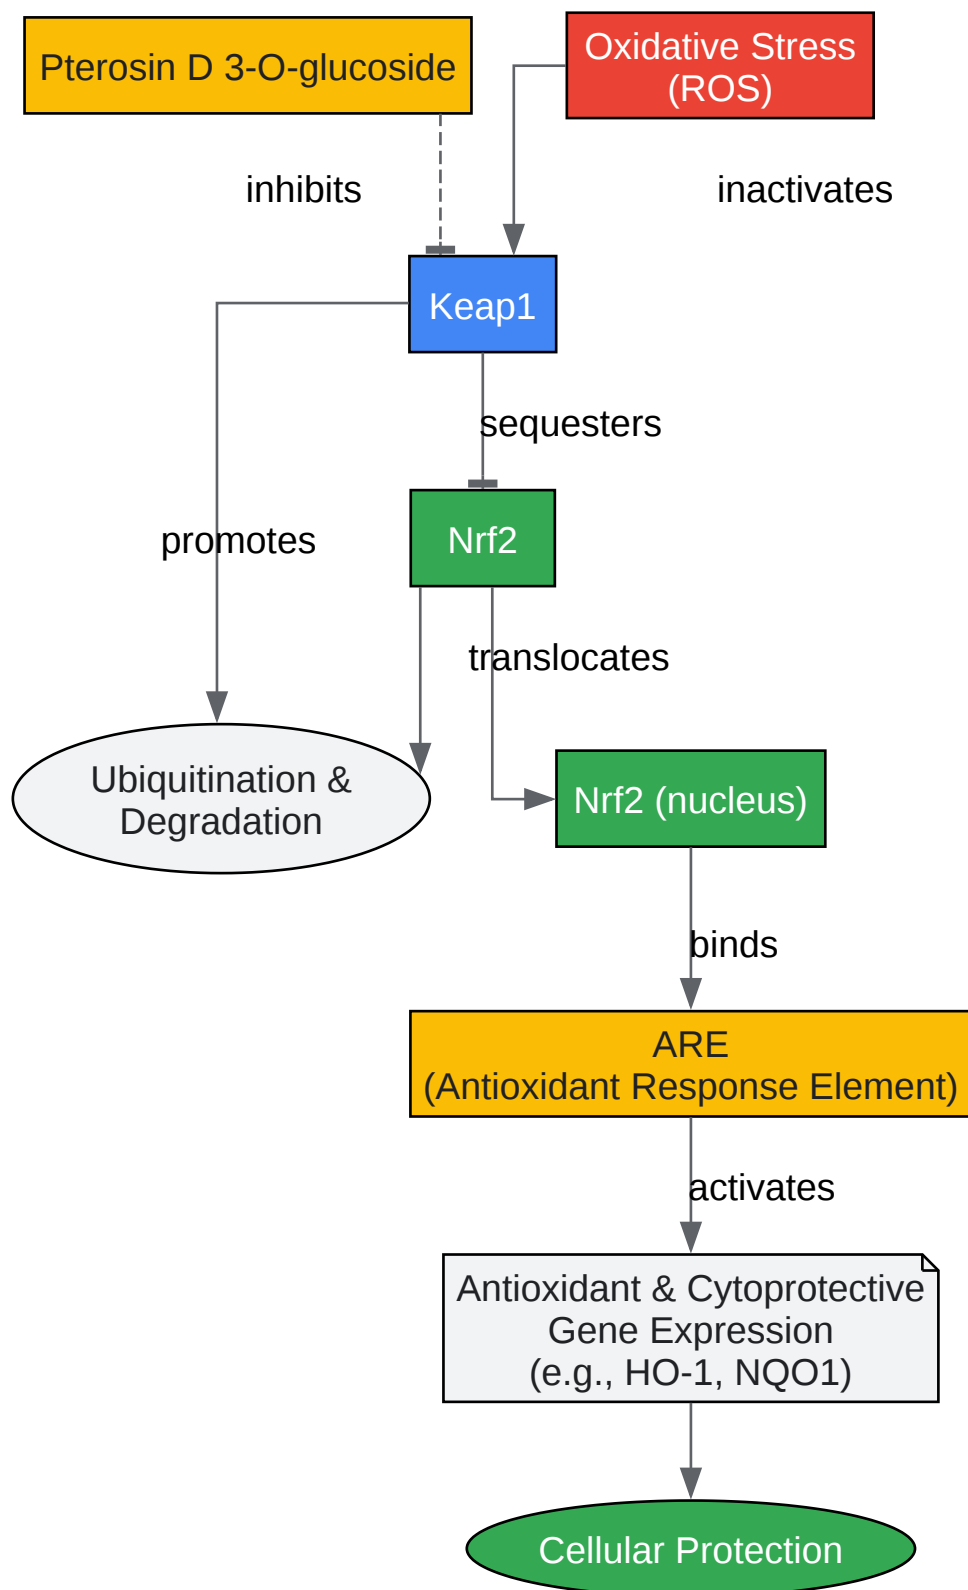 Pterosin D 3-O-glucoside
Oxidative Stress
(ROS)
inhibits
inactivates
Keap1
sequesters
promotes
Nrf2
translocates
Ubiquitination &
Degradation
Nrf2 (nucleus)
binds
ARE
(Antioxidant Response Element)
activates
Antioxidant & Cytoprotective
Gene Expression
(e.g., HO-1, NQO1)
Cellular Protection